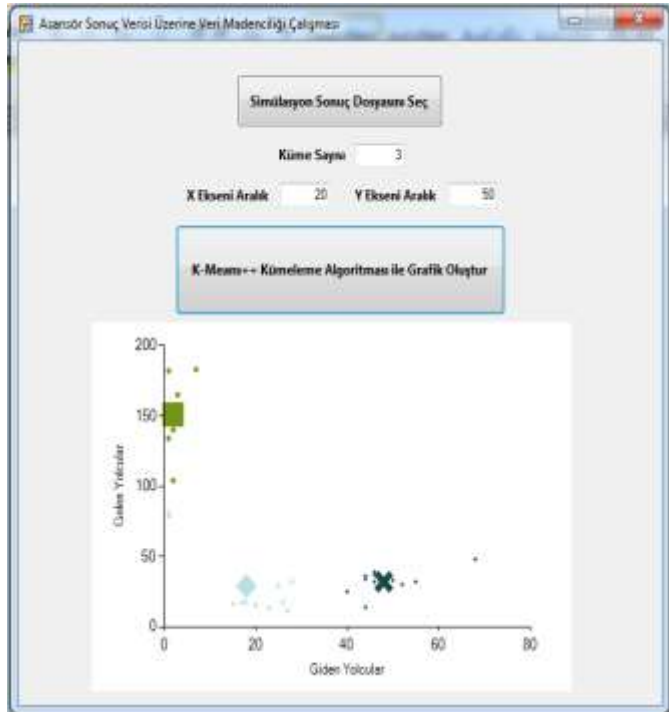 Asansör Sonuç Verisi Üzerine Veri Madenciliği Çalışması
Simülasyon Sonuç Dosyasını Seç
Küme Sayısı 3
X Ekseni Aralık 20 Y Ekseni Aralık 50
K-Means++ Kümeleme Algoritması ile Grafik Oluştur
200
150
100
50
0
Gelen Yolcular
0 20 40 60 80
Giden Yolcular